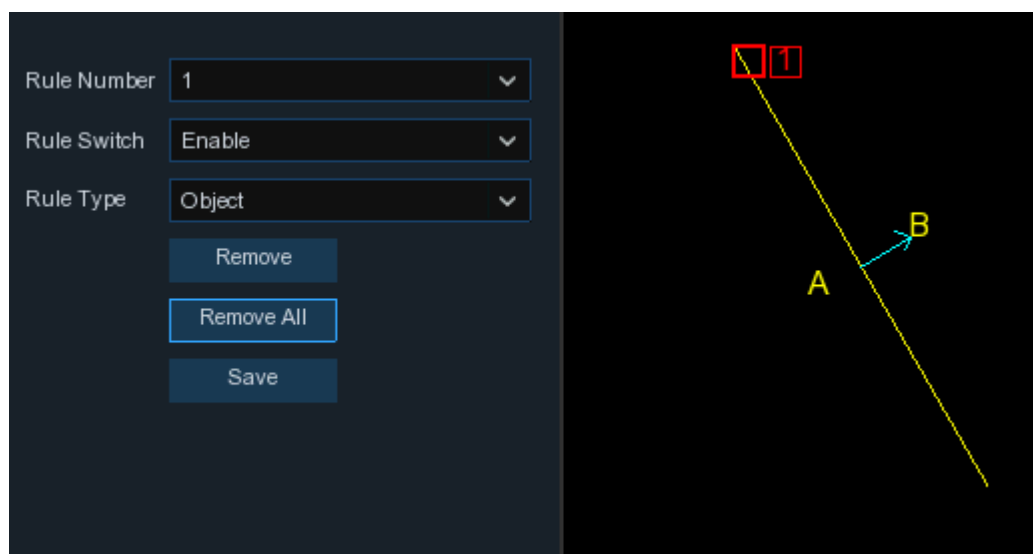 Rule Number 1
Rule Switch Enable
Rule Type Object
Remove
Remove All
Save
1
B
A